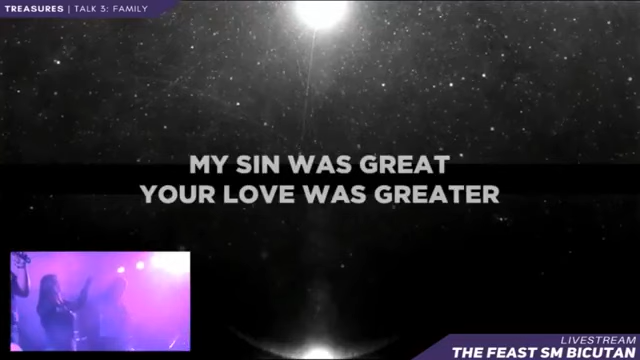 TREASURES | TALK 3: FAMILY
MY SIN WAS GREAT
YOUR LOVE WAS GREATER
LIVESTREAM
THE FEAST SM BICUTAN